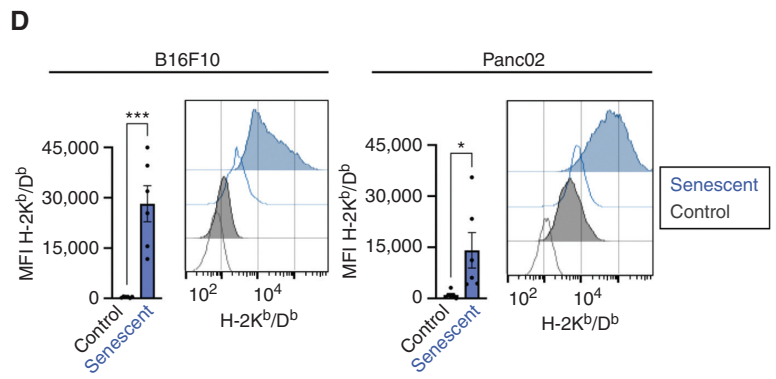 D
B16F10
Panc02
***
*
MFI H-2Kᵇ/Dᵇ
45,000
30,000
15,000
0
Control
Senescent
10² 10⁴
H-2Kᵇ/Dᵇ
MFI H-2Kᵇ/Dᵇ
45,000
30,000
15,000
0
Control
Senescent
10² 10⁴
H-2Kᵇ/Dᵇ
Senescent
Control